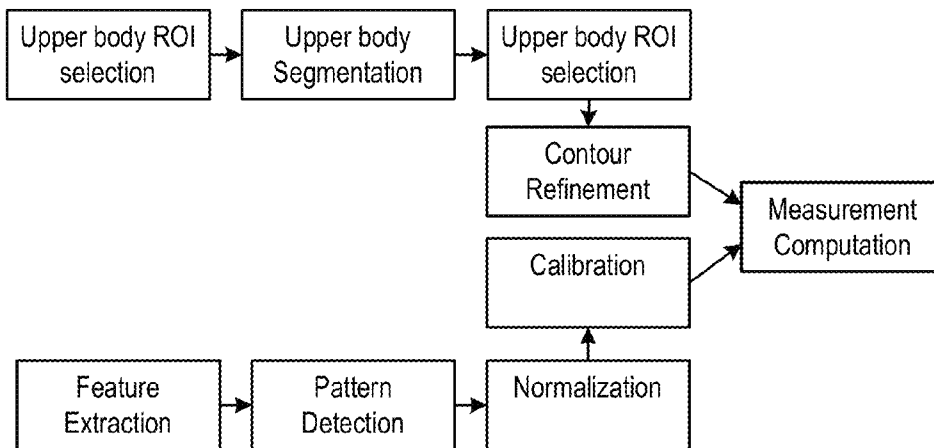 Upper body ROI
selection
Upper body
Segmentation
Upper body ROI
selection
Contour
Refinement
Measurement
Computation
Calibration
Feature
Extraction
Pattern
Detection
Normalization